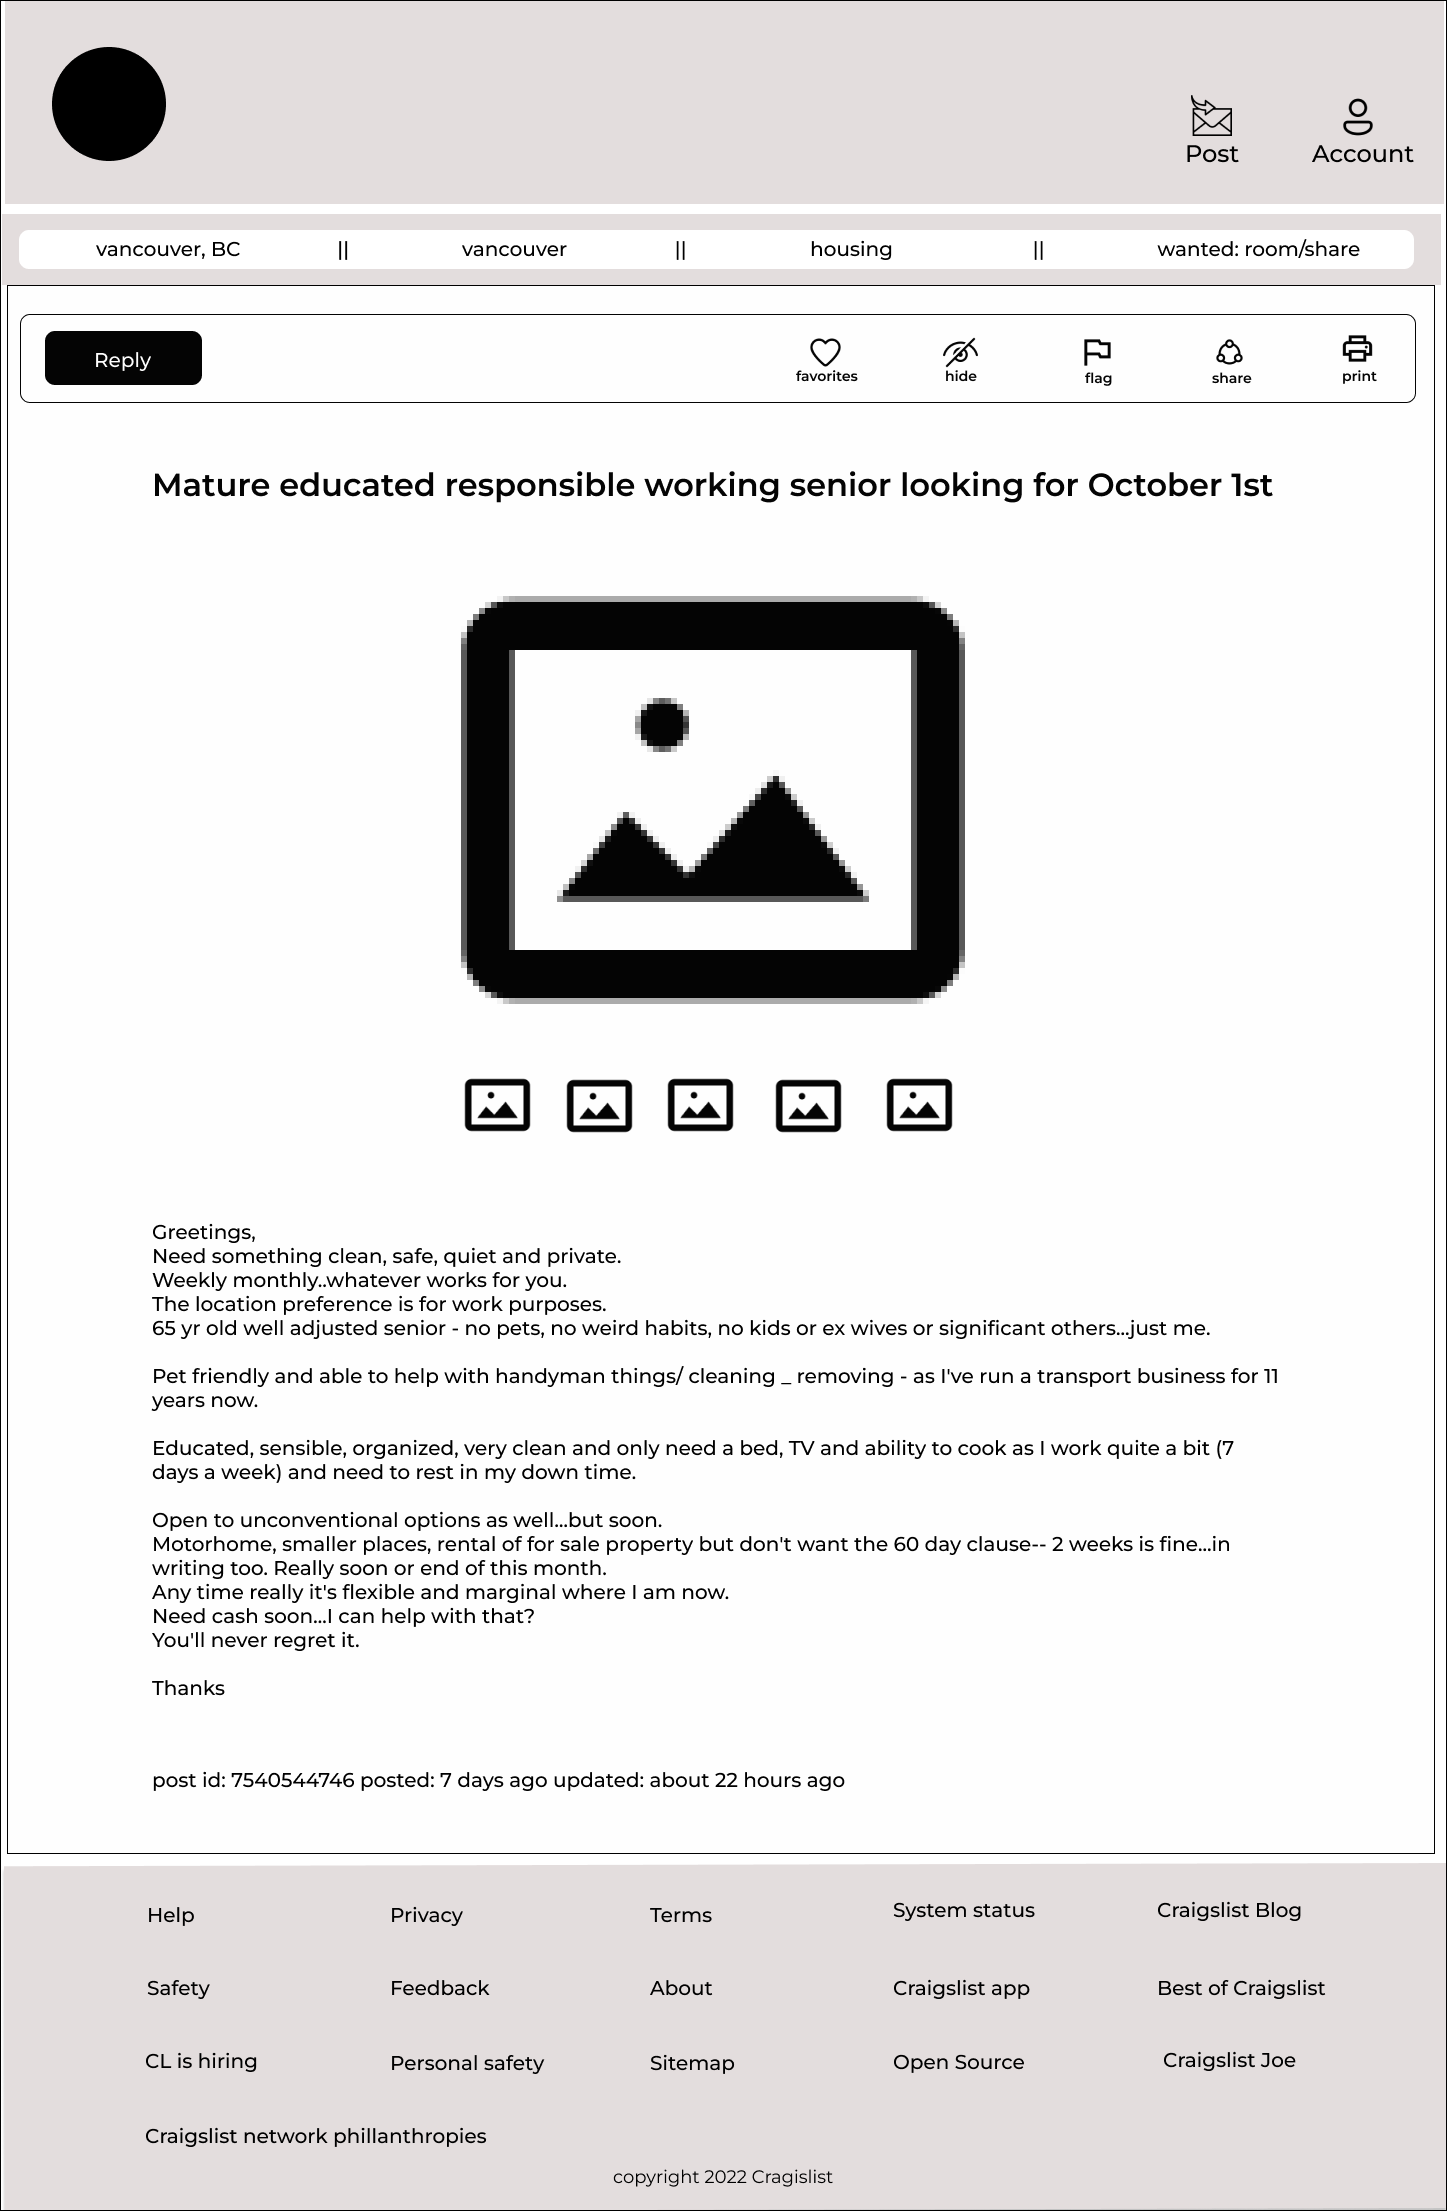 Post
Account
vancouver, BC || vancouver || housing || wanted: room/share
Reply
favorites
hide
flag
share
print
Mature educated responsible working senior looking for October 1st
Greetings,
Need something clean, safe, quiet and private.
Weekly monthly..whatever works for you.
The location preference is for work purposes.
65 yr old well adjusted senior - no pets, no weird habits, no kids or ex wives or significant others...just me.
Pet friendly and able to help with handyman things/ cleaning _ removing - as I've run a transport business for 11
years now.
Educated, sensible, organized, very clean and only need a bed, TV and ability to cook as I work quite a bit (7
days a week) and need to rest in my down time.
Open to unconventional options as well...but soon.
Motorhome, smaller places, rental of for sale property but don't want the 60 day clause-- 2 weeks is fine...in
writing too. Really soon or end of this month.
Any time really it's flexible and marginal where I am now.
Need cash soon...I can help with that?
You'll never regret it.
Thanks
post id: 7540544746 posted: 7 days ago updated: about 22 hours ago
Help
Privacy
Terms
System status
Craigslist Blog
Safety
Feedback
About
Craigslist app
Best of Craigslist
CL is hiring
Personal safety
Sitemap
Open Source
Craigslist Joe
Craigslist network phillanthropies
copyright 2022 Cragislist